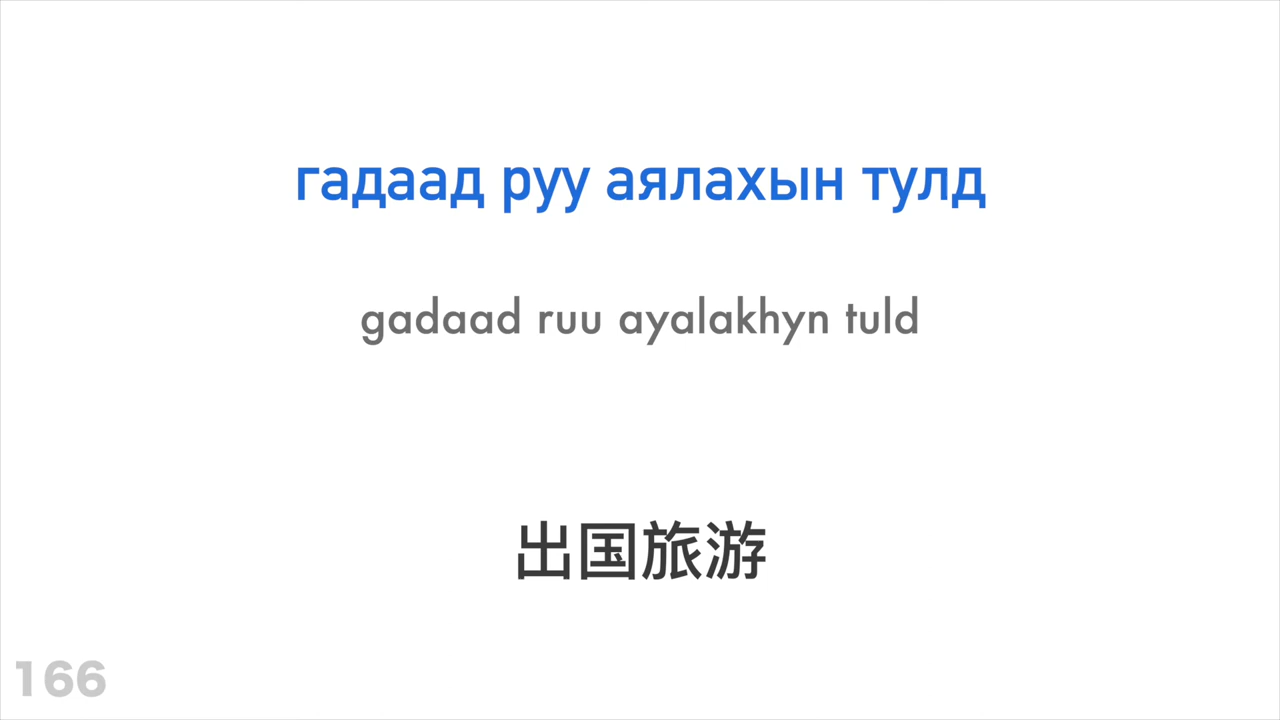 гадаад руу аялахын тулд
gadaad ruu ayalakhyn tuld
出国旅游
166